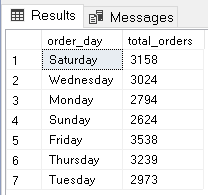 Results Messages
order_day total_orders
1 Saturday 3158
2 Wednesday 3024
3 Monday 2794
4 Sunday 2624
5 Friday 3538
6 Thursday 3239
7 Tuesday 2973